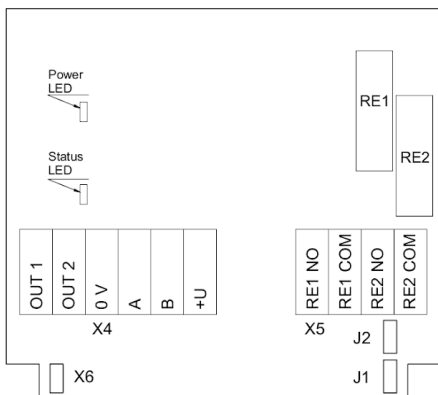 Power
LED
RE1
RE2
Status
LED
OUT 1
OUT 2
0 V
A
B
+U
RE1 NO
RE1 COM
RE2 NO
RE2 COM
X4
X5
J2
X6
J1